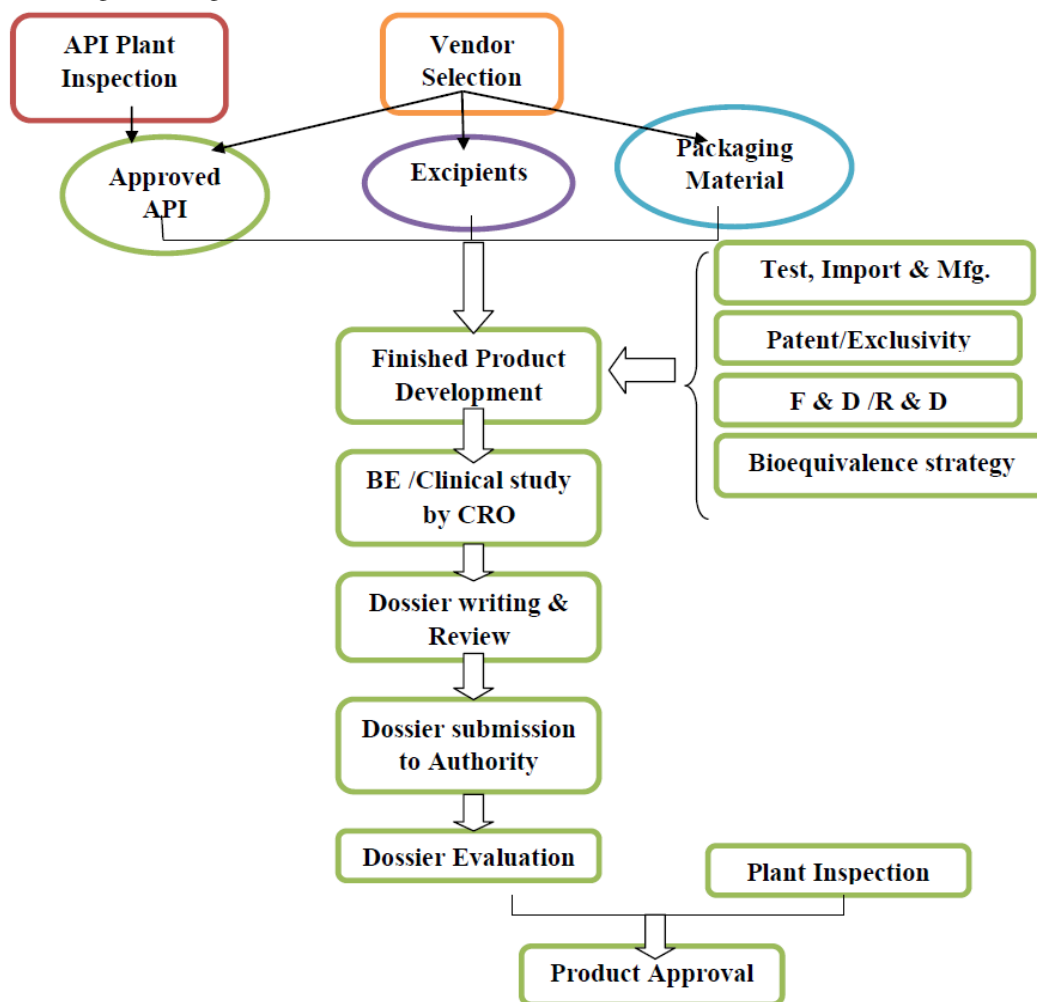 API Plant
Inspection
Vendor
Selection
Approved
API
Excipients
Packaging
Material
Test, Import & Mfg.
Patent/Exclusivity
F & D /R & D
Bioequivalence strategy
Finished Product
Development
BE /Clinical study
by CRO
Dossier writing &
Review
Dossier submission
to Authority
Dossier Evaluation
Plant Inspection
Product Approval